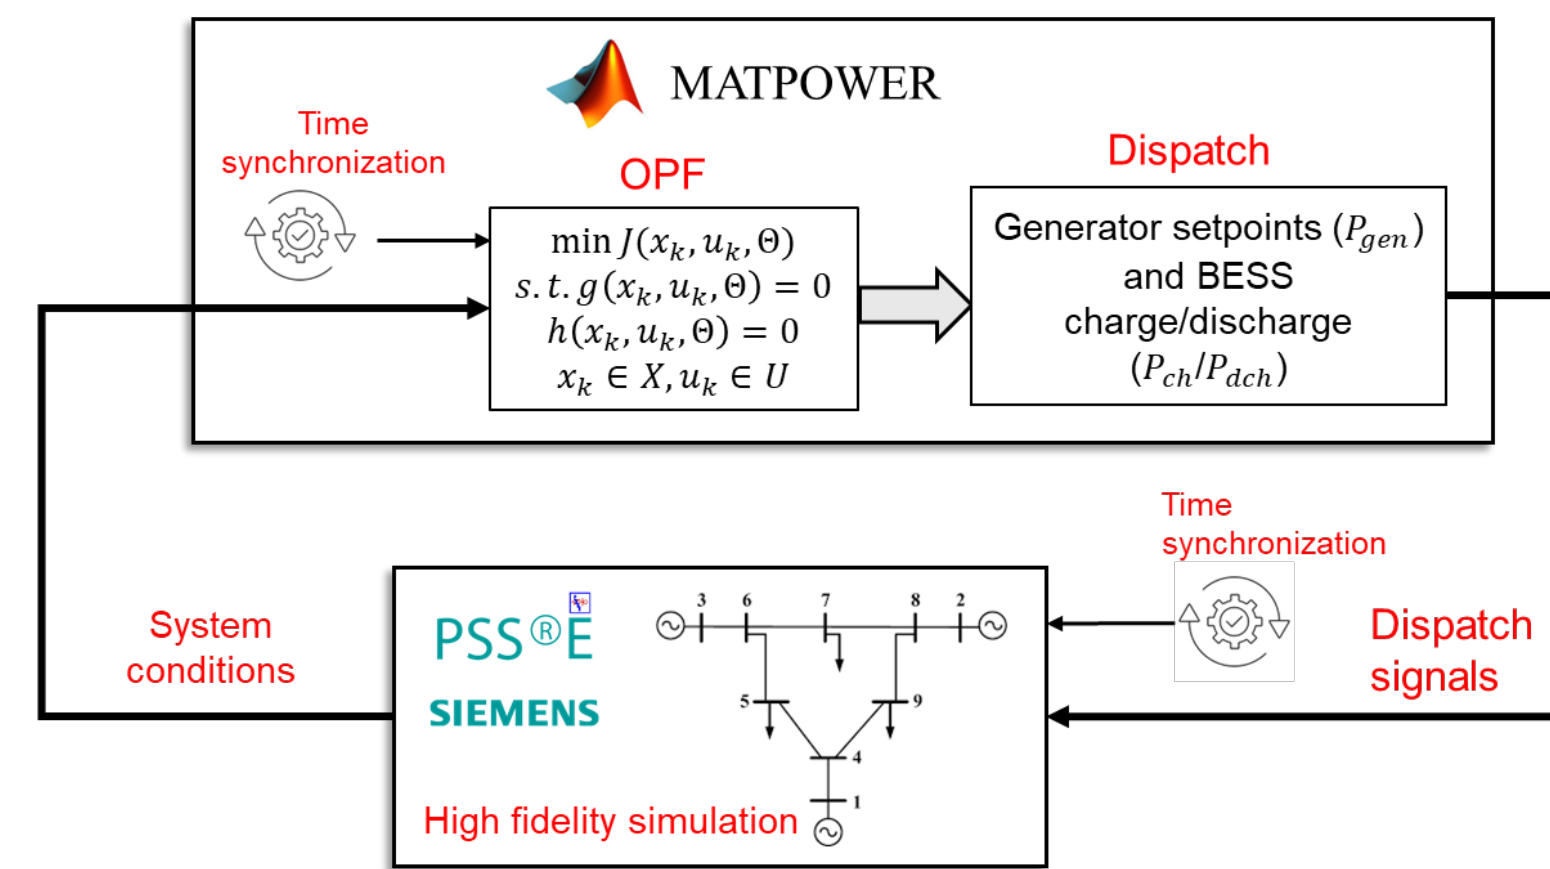 MATPOWER
Time
synchronization
OPF
Dispatch
min J(x_k, u_k, Θ)
s.t. g(x_k, u_k, Θ) = 0
h(x_k, u_k, Θ) = 0
x_k ∈ X, u_k ∈ U
Generator setpoints (P_gen)
and BESS
charge/discharge
(P_ch/P_dch)
Time
synchronization
System
conditions
PSS®E
SIEMENS
3 6 7 8 2
5 9
4
1
High fidelity simulation
Dispatch
signals